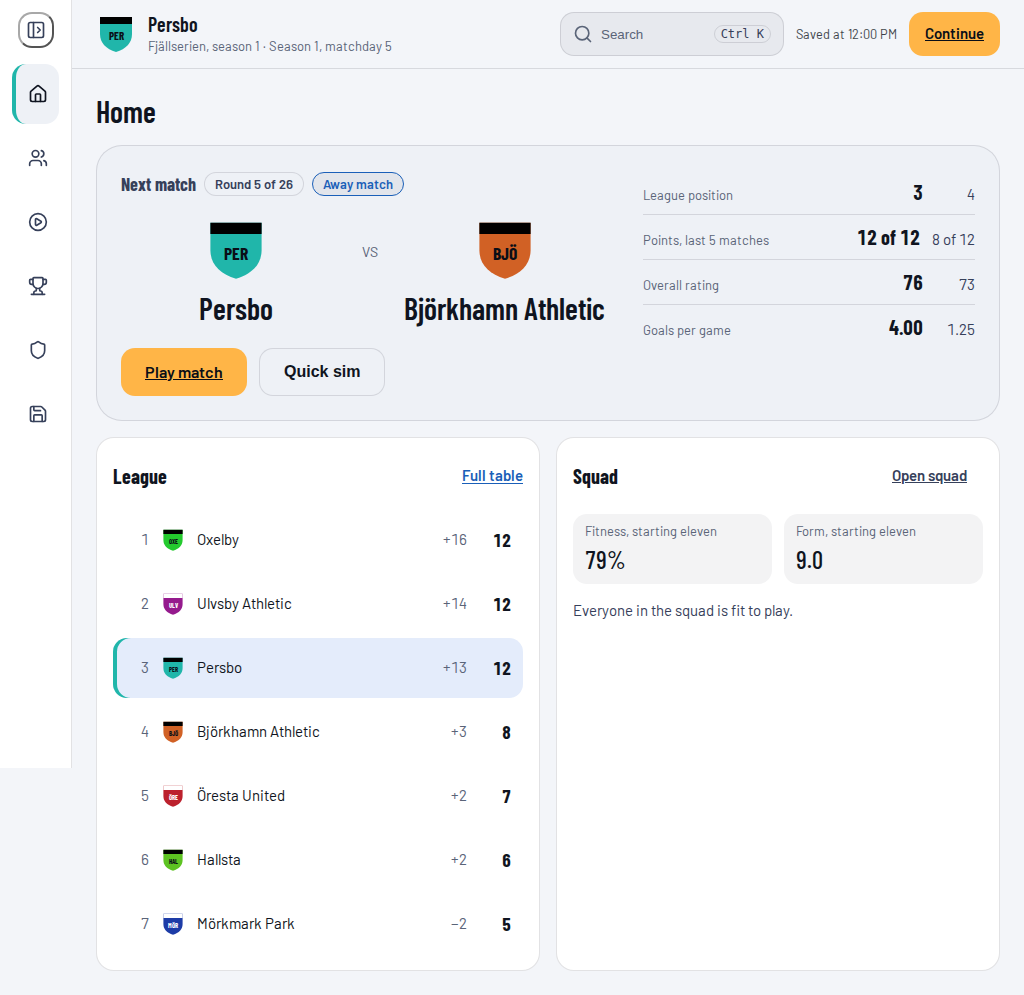 PER
Persbo
Fjällserien, season 1 · Season 1, matchday 5
Search
Ctrl K
Saved at 12:00 PM
Continue
Home
Next match
Round 5 of 26
Away match
PER
VS
BJÖ
Persbo
Björkhamn Athletic
Play match
Quick sim
League position 3 4
Points, last 5 matches 12 of 12 8 of 12
Overall rating 76 73
Goals per game 4.00 1.25
League
Full table
1 OXE Oxelby +16 12
2 ULV Ulvsby Athletic +14 12
3 PER Persbo +13 12
4 BJÖ Björkhamn Athletic +3 8
5 ÖRE Öresta United +2 7
6 HAL Hallsta +2 6
7 MÖR Mörkmark Park −2 5
Squad
Open squad
Fitness, starting eleven
79%
Form, starting eleven
9.0
Everyone in the squad is fit to play.